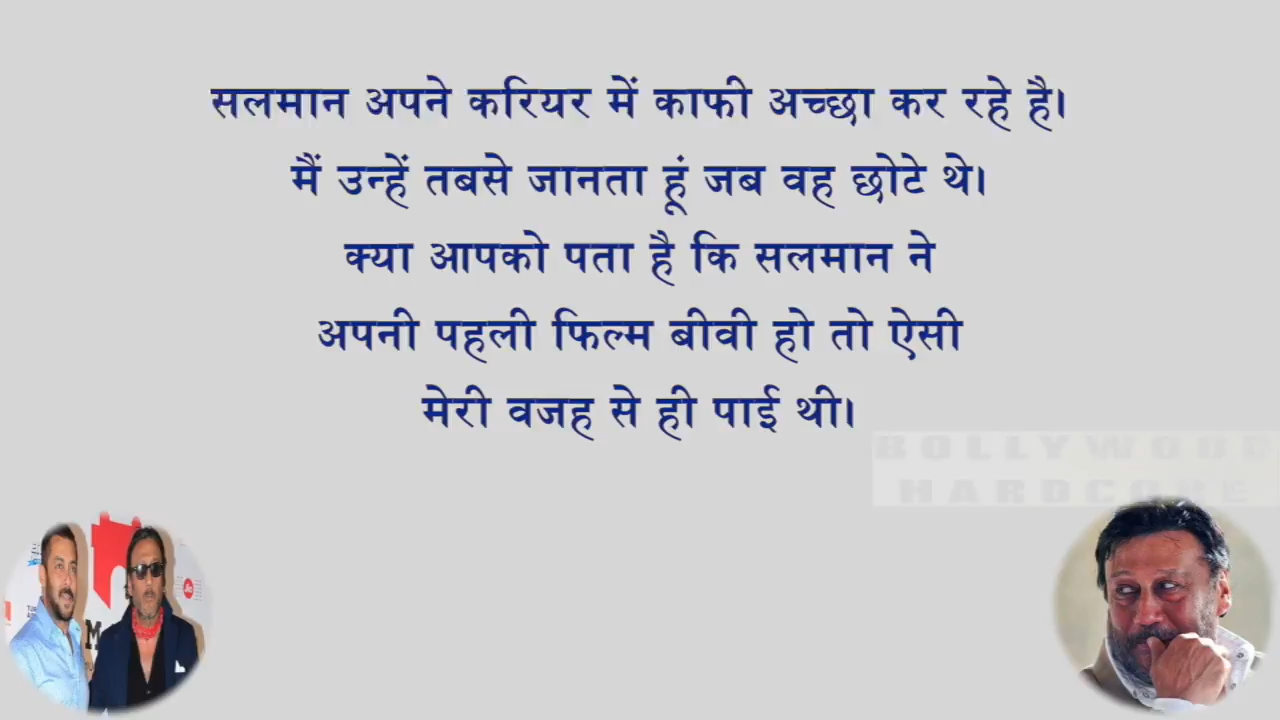 सलमान अपने करियर में काफी अच्छा कर रहे है।
मैं उन्हें तबसे जानता हूं जब वह छोटे थे।
क्या आपको पता है कि सलमान ने
अपनी पहली फिल्म बीवी हो तो ऐसी
मेरी वजह से ही पाई थी।
BOLLYWOOD
HARDCORE
Jio